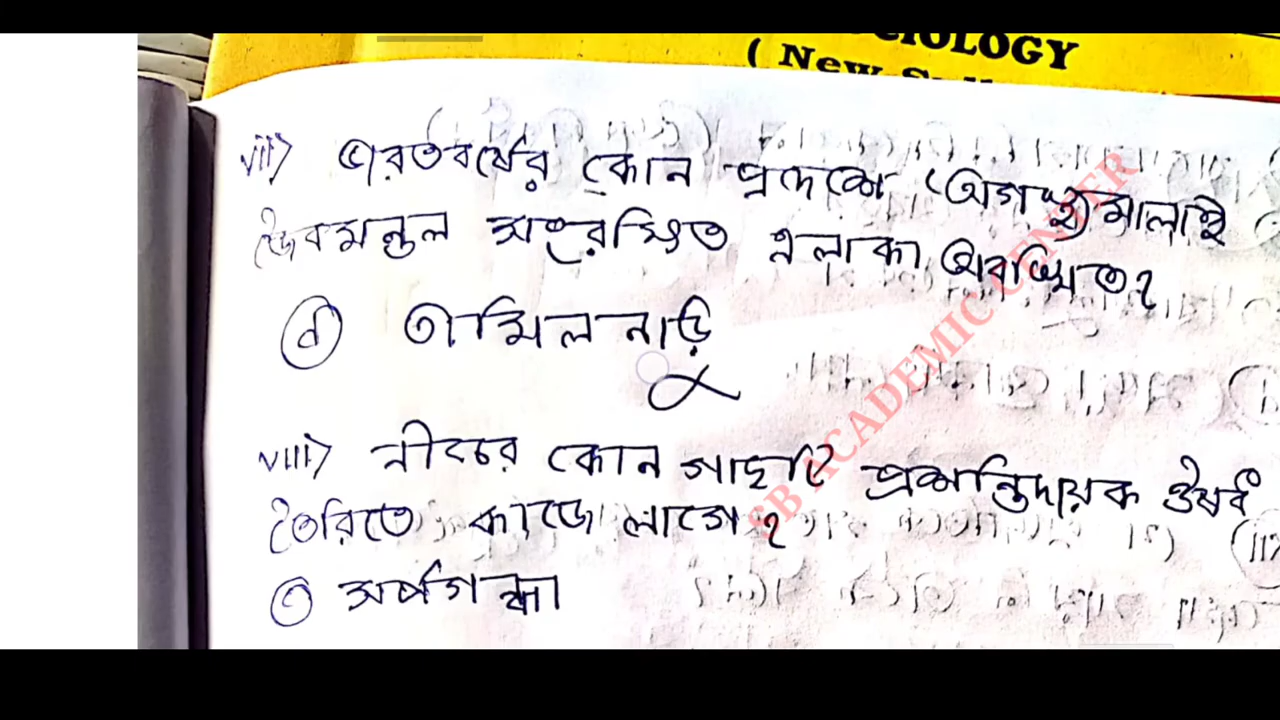 CIOLOGY
( New S
vii> ভারতবর্ষের কোন প্রদেশে 'অগস্ত্যমালাই
জৈবমন্ডল সংরক্ষিত এলাকা অবস্থিত?
d তামিলনাড়ু
viii> নীচের কোন গাছটি প্রশান্তিদায়ক ঔষধ
তৈরিতে কাজে লাগে?
সর্পগন্ধা
SB ACADEMIC CENTER